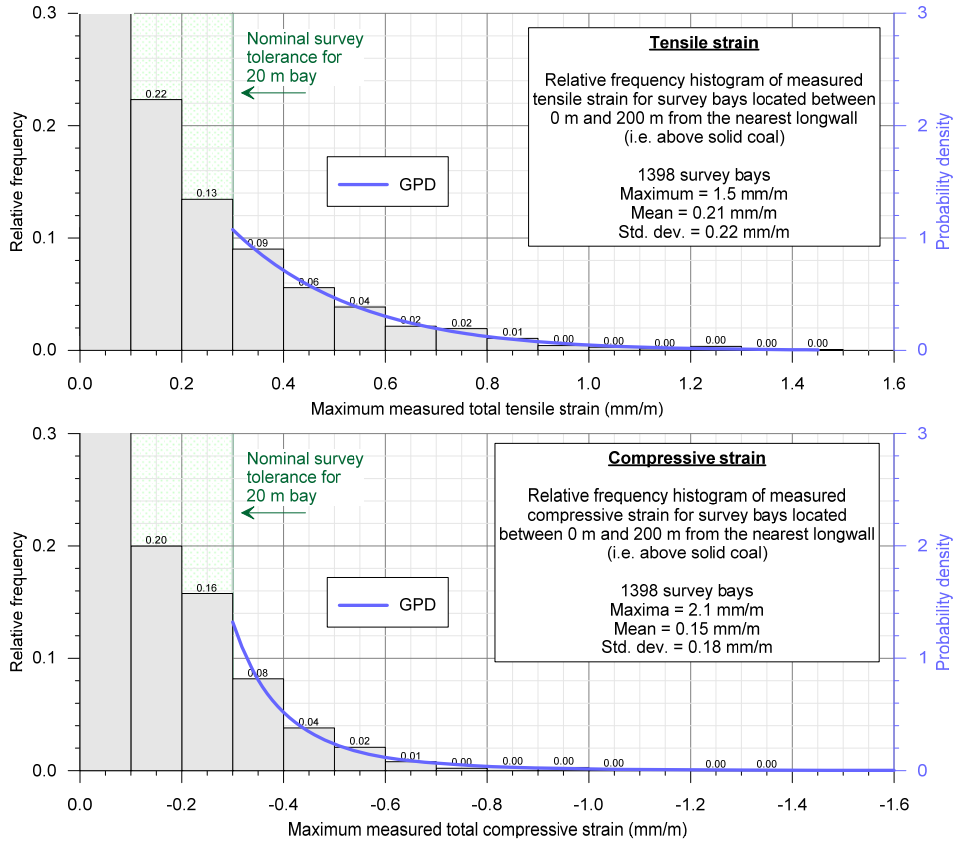 0.3
0.2
0.1
0.0
Relative frequency
0.22
0.13
0.09
0.06
0.04
0.02
0.02
0.01
0.00
0.00
0.00
0.00
0.00
0.00
Nominal survey
tolerance for
20 m bay
GPD
Tensile strain
Relative frequency histogram of measured
tensile strain for survey bays located between
0 m and 200 m from the nearest longwall
(i.e. above solid coal)
1398 survey bays
Maximum = 1.5 mm/m
Mean = 0.21 mm/m
Std. dev. = 0.22 mm/m
3
2
1
0
Probability density
0.0 0.2 0.4 0.6 0.8 1.0 1.2 1.4 1.6
Maximum measured total tensile strain (mm/m)
0.3
0.2
0.1
0.0
Relative frequency
0.20
0.16
0.08
0.04
0.02
0.01
0.00
0.00
0.00
0.00
0.00
0.00
Nominal survey
tolerance for
20 m bay
GPD
Compressive strain
Relative frequency histogram of measured
compressive strain for survey bays located
between 0 m and 200 m from the nearest longwall
(i.e. above solid coal)
1398 survey bays
Maxima = 2.1 mm/m
Mean = 0.15 mm/m
Std. dev. = 0.18 mm/m
3
2
1
0
Probability density
0.0 -0.2 -0.4 -0.6 -0.8 -1.0 -1.2 -1.4 -1.6
Maximum measured total compressive strain (mm/m)